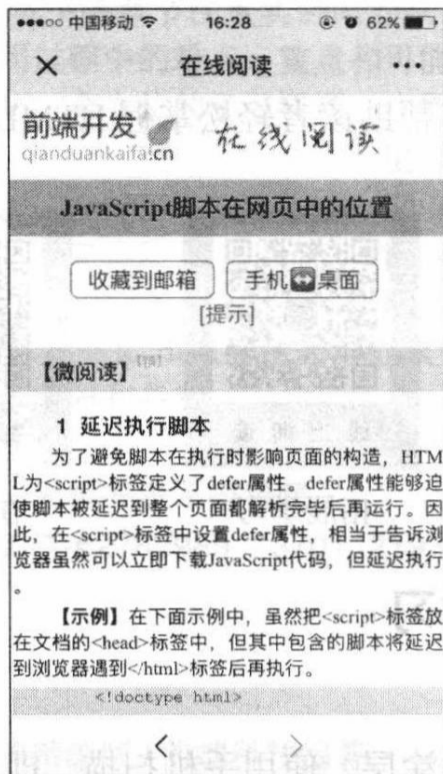 中国移动 16:28 62%
× 在线阅读 •••
前端开发
qianduankaifa.cn
在线阅读
JavaScript脚本在网页中的位置
收藏到邮箱 手机↔桌面
[提示]
【微阅读】
1 延迟执行脚本
为了避免脚本在执行时影响页面的构造，HTM
L为<script>标签定义了defer属性。defer属性能够迫
使脚本被延迟到整个页面都解析完毕后再运行。因
此，在<script>标签中设置defer属性，相当于告诉浏
览器虽然可以立即下载JavaScript代码，但延迟执行
。
【示例】在下面示例中，虽然把<script>标签放
在文档的<head>标签中，但其中包含的脚本将延迟
到浏览器遇到</html>标签后再执行。
<!doctype html>
< >